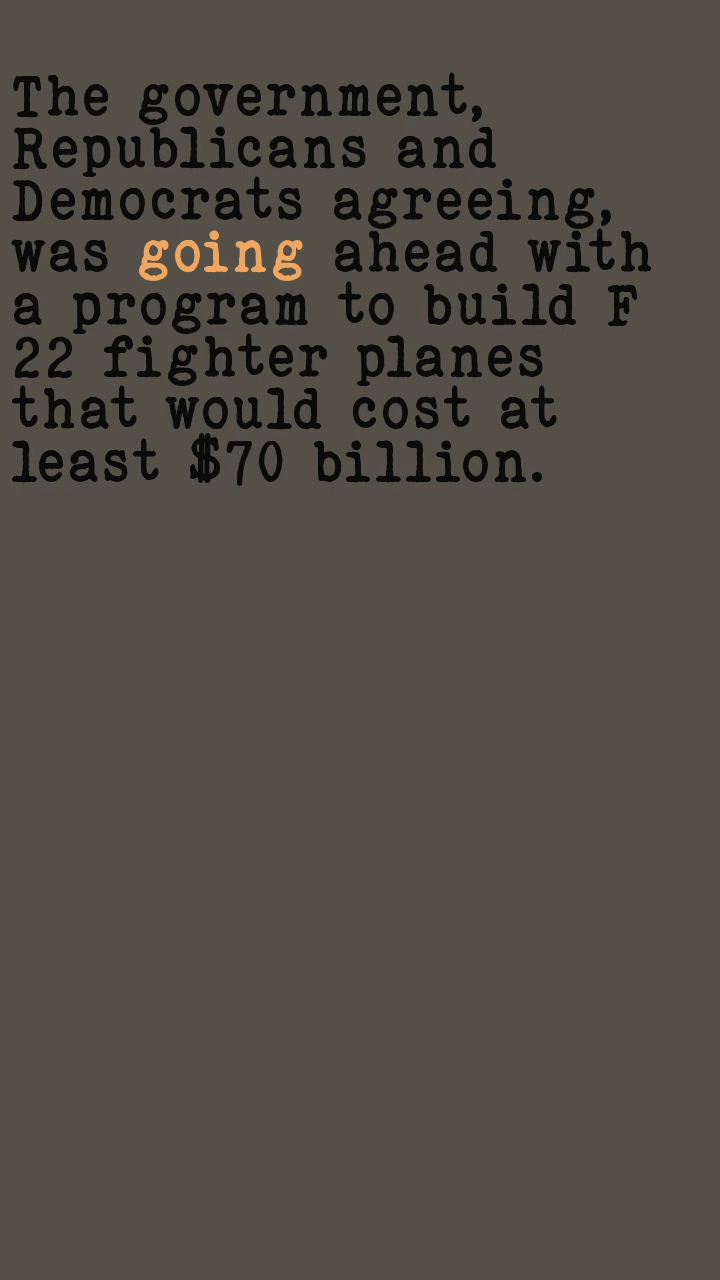 The government,
Republicans and
Democrats agreeing,
was going ahead with
a program to build F
22 fighter planes
that would cost at
least $70 billion.